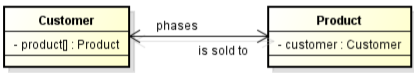 Customer
- product[] : Product
phases
is sold to
Product
- customer : Customer